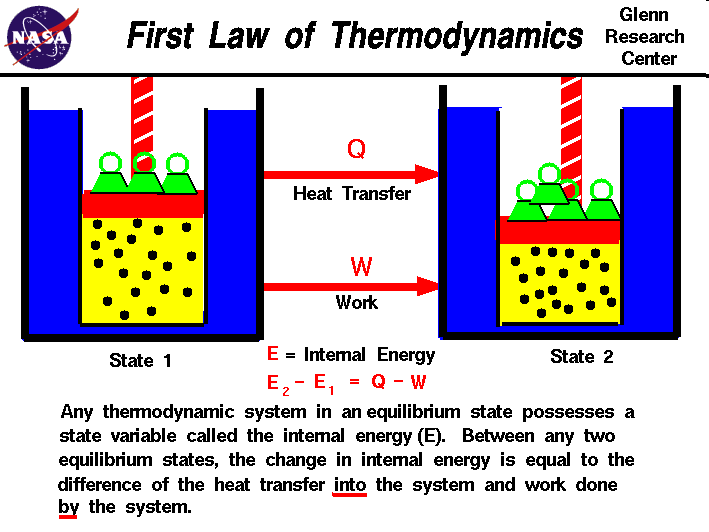 NASA
First Law of Thermodynamics
Glenn
Research
Center
Q
Heat Transfer
W
Work
State 1
State 2
E = Internal Energy
E₂ – E₁ = Q – W
Any thermodynamic system in an equilibrium state possesses a
state variable called the internal energy (E). Between any two
equilibrium states, the change in internal energy is equal to the
difference of the heat transfer into the system and work done
by the system.